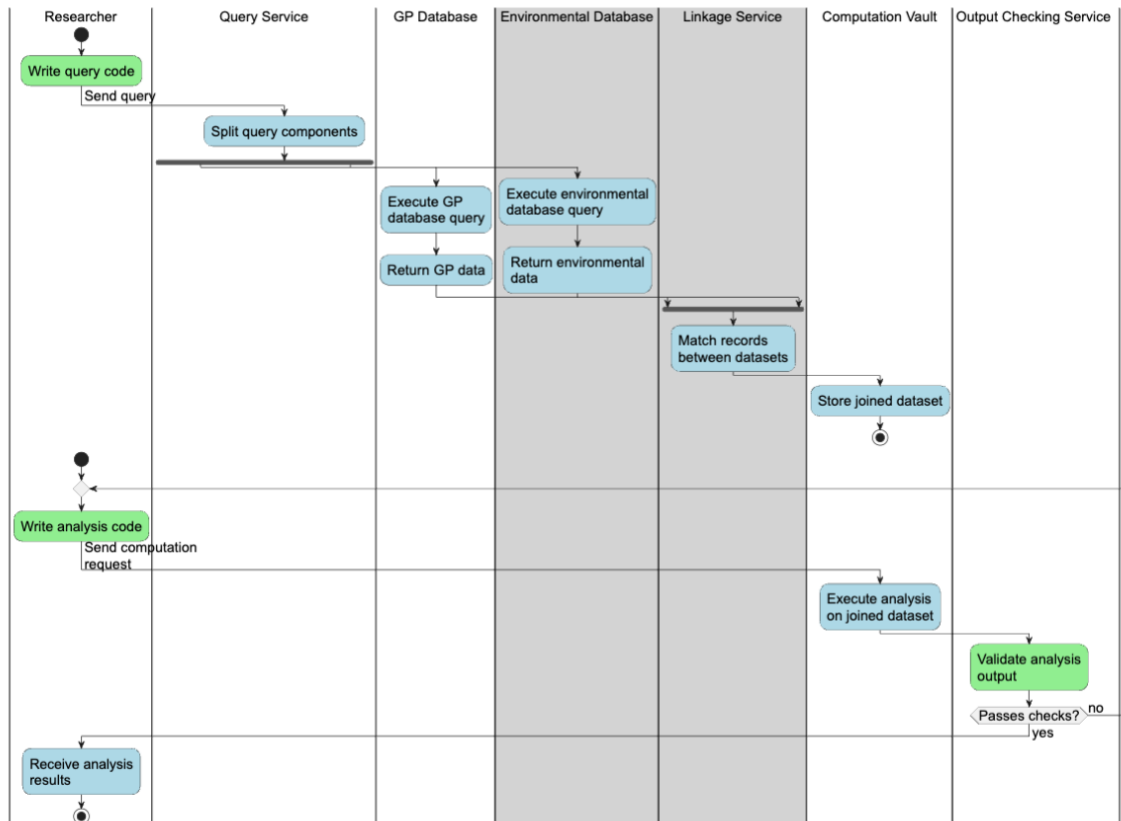 Researcher
Query Service
GP Database
Environmental Database
Linkage Service
Computation Vault
Output Checking Service
Write query code
Send query
Split query components
Execute GP
database query
Execute environmental
database query
Return GP data
Return environmental
data
Match records
between datasets
Store joined dataset
Write analysis code
Send computation
request
Execute analysis
on joined dataset
Validate analysis
output
Passes checks?
no
yes
Receive analysis
results